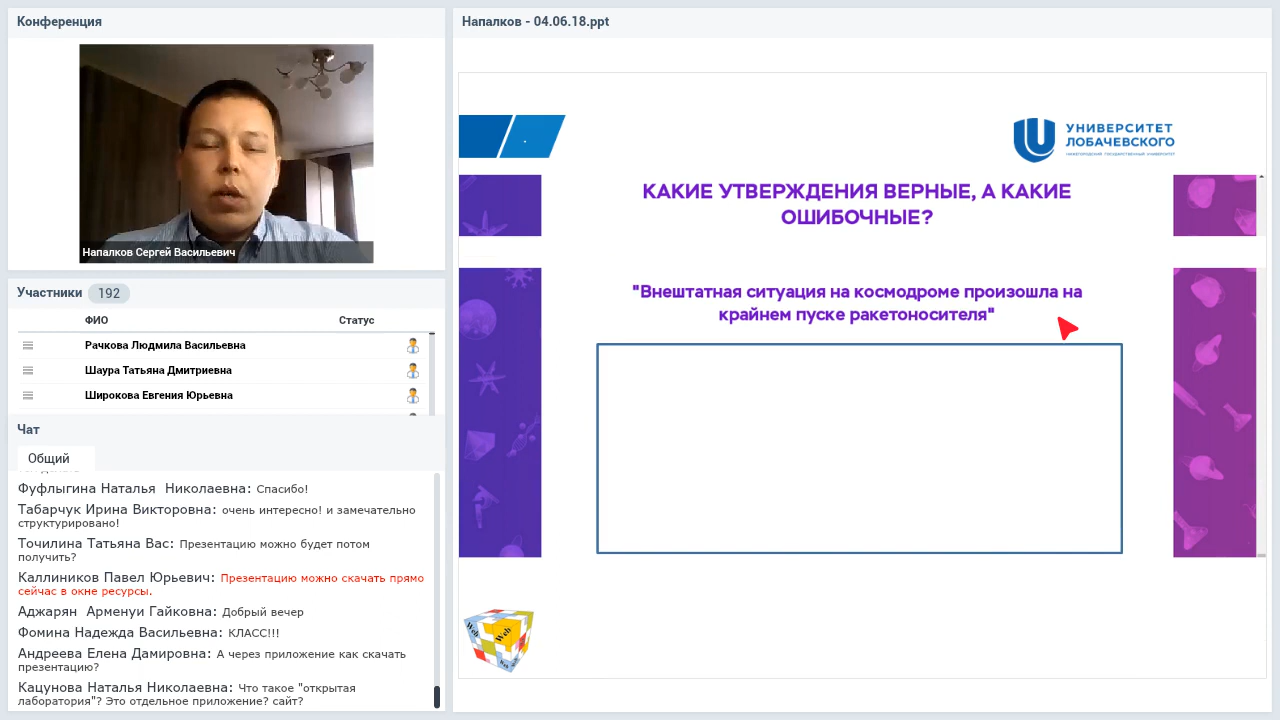 Конференция
Напалков Сергей Васильевич
Участники 192
ФИО Статус
Рачкова Людмила Васильевна
Шаура Татьяна Дмитриевна
Широкова Евгения Юрьевна
Чат
Общий
Фуфлыгина Наталья Николаевна: Спасибо!
Табарчук Ирина Викторовна: очень интересно! и замечательно
структурировано!
Точилина Татьяна Вас: Презентацию можно будет потом
получить?
Каллиников Павел Юрьевич: Презентацию можно скачать прямо
сейчас в окне ресурсы.
Аджарян Арменуи Гайковна: Добрый вечер
Фомина Надежда Васильевна: КЛАСС!!!
Андреева Елена Дамировна: А через приложение как скачать
презентацию?
Кацунова Наталья Николаевна: Что такое "открытая
лаборатория"? Это отдельное приложение? сайт?
Напалков - 04.06.18.ppt
УНИВЕРСИТЕТ
ЛОБАЧЕВСКОГО
КАКИЕ УТВЕРЖДЕНИЯ ВЕРНЫЕ, А КАКИЕ
ОШИБОЧНЫЕ?
"Внештатная ситуация на космодроме произошла на
крайнем пуске ракетоносителя"
Web
Web